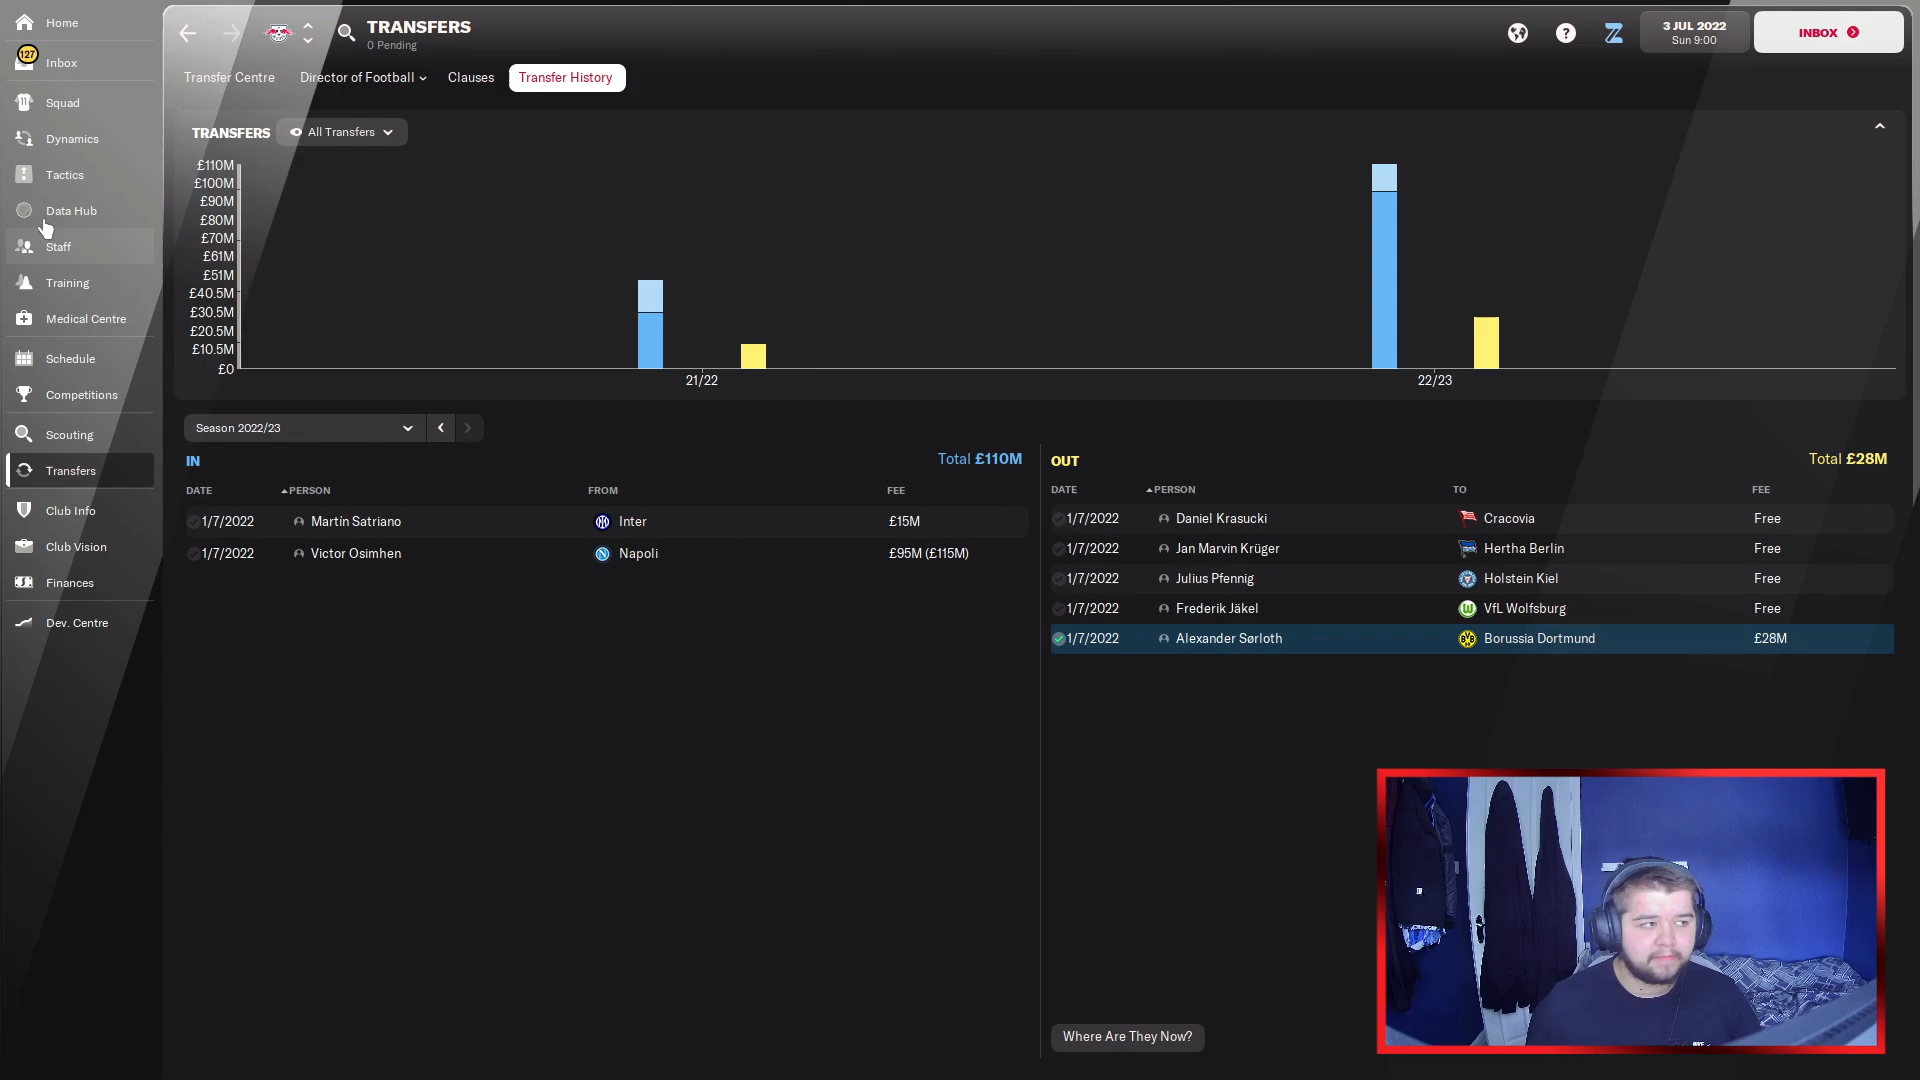 Home
127
Inbox
Squad
Dynamics
Tactics
Data Hub
Staff
Training
Medical Centre
Schedule
Competitions
Scouting
Transfers
Club Info
Club Vision
Finances
Dev. Centre
TRANSFERS
0 Pending
3 JUL 2022
Sun 9:00
INBOX
Transfer Centre
Director of Football
Clauses
Transfer History
TRANSFERS
All Transfers
£110M
£100M
£90M
£80M
£70M
£61M
£51M
£40.5M
£30.5M
£20.5M
£10.5M
£0
21/22
22/23
Season 2022/23
IN
Total £110M
DATE PERSON FROM FEE
1/7/2022 Martín Satriano Inter £15M
1/7/2022 Victor Osimhen Napoli £95M (£115M)
OUT
Total £28M
DATE PERSON TO FEE
1/7/2022 Daniel Krasucki Cracovia Free
1/7/2022 Jan Marvin Krüger Hertha Berlin Free
1/7/2022 Julius Pfennig Holstein Kiel Free
1/7/2022 Frederik Jäkel VfL Wolfsburg Free
1/7/2022 Alexander Sørloth Borussia Dortmund £28M
Where Are They Now?